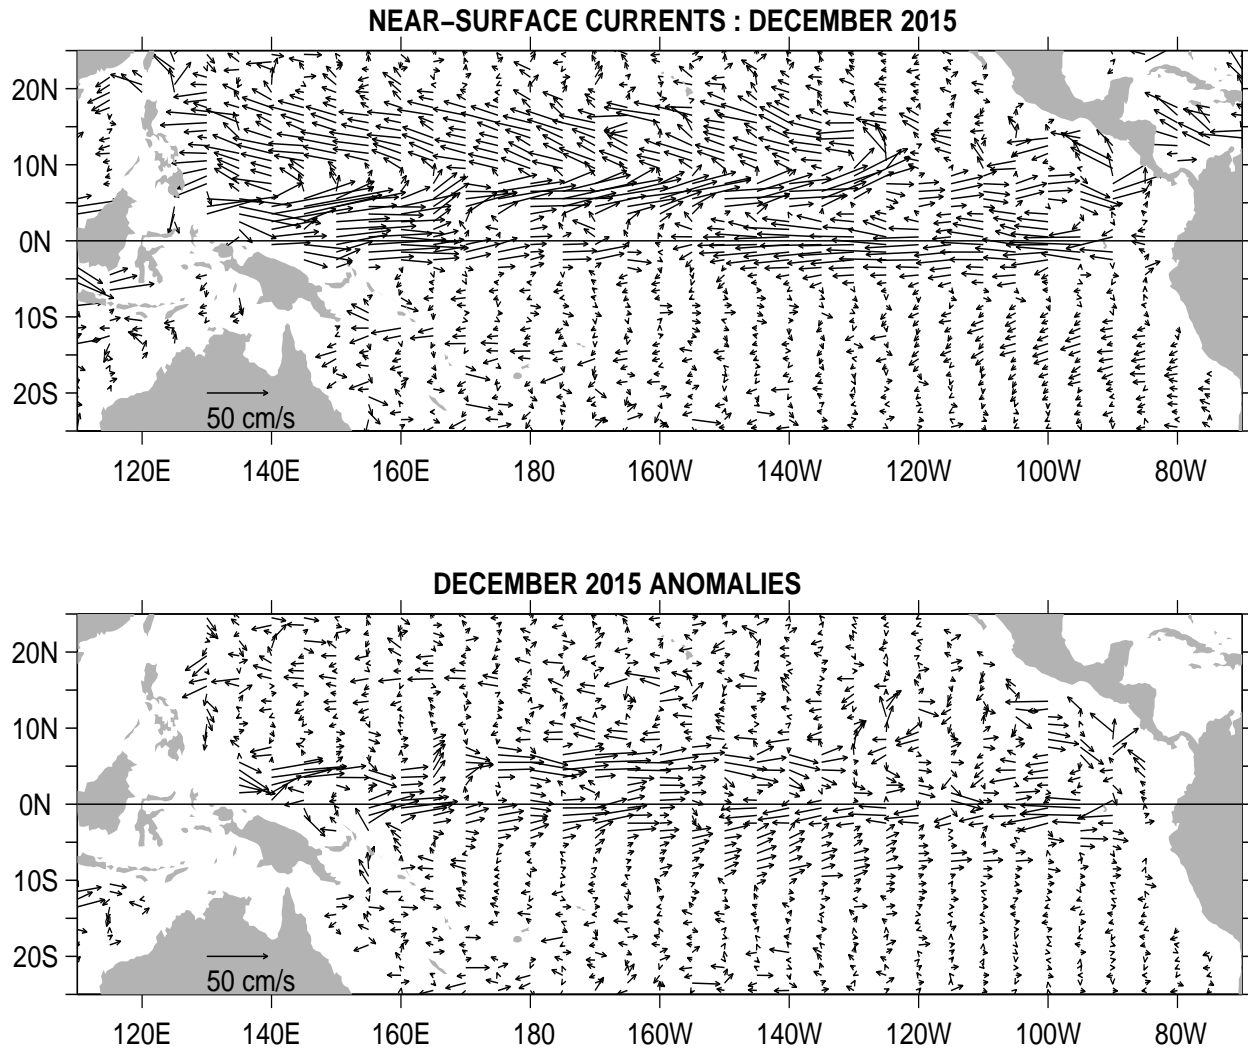 NEAR−SURFACE CURRENTS : DECEMBER 2015
20N
10N
0N
10S
20S
50 cm/s
120E 140E 160E 180 160W 140W 120W 100W 80W
DECEMBER 2015 ANOMALIES
20N
10N
0N
10S
20S
50 cm/s
120E 140E 160E 180 160W 140W 120W 100W 80W